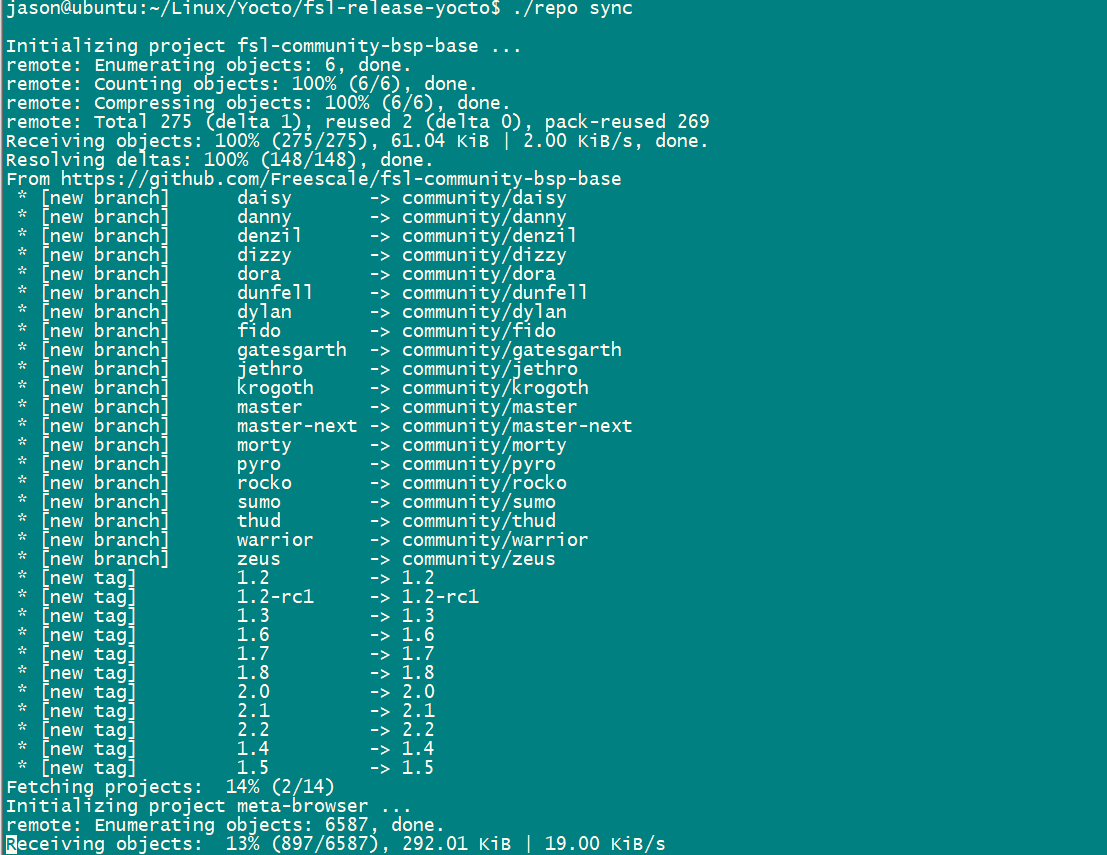 jason@ubuntu:~/Linux/Yocto/fsl-release-yocto$ ./repo sync
Initializing project fsl-community-bsp-base ...
remote: Enumerating objects: 6, done.
remote: Counting objects: 100% (6/6), done.
remote: Compressing objects: 100% (6/6), done.
remote: Total 275 (delta 1), reused 2 (delta 0), pack-reused 269
Receiving objects: 100% (275/275), 61.04 KiB | 2.00 KiB/s, done.
Resolving deltas: 100% (148/148), done.
From https://github.com/Freescale/fsl-community-bsp-base
 * [new branch]      daisy       -> community/daisy
 * [new branch]      danny       -> community/danny
 * [new branch]      denzil      -> community/denzil
 * [new branch]      dizzy       -> community/dizzy
 * [new branch]      dora        -> community/dora
 * [new branch]      dunfell     -> community/dunfell
 * [new branch]      dylan       -> community/dylan
 * [new branch]      fido        -> community/fido
 * [new branch]      gatesgarth  -> community/gatesgarth
 * [new branch]      jethro      -> community/jethro
 * [new branch]      krogoth     -> community/krogoth
 * [new branch]      master      -> community/master
 * [new branch]      master-next -> community/master-next
 * [new branch]      morty       -> community/morty
 * [new branch]      pyro        -> community/pyro
 * [new branch]      rocko       -> community/rocko
 * [new branch]      sumo        -> community/sumo
 * [new branch]      thud        -> community/thud
 * [new branch]      warrior     -> community/warrior
 * [new branch]      zeus        -> community/zeus
 * [new tag]         1.2         -> 1.2
 * [new tag]         1.2-rc1     -> 1.2-rc1
 * [new tag]         1.3         -> 1.3
 * [new tag]         1.6         -> 1.6
 * [new tag]         1.7         -> 1.7
 * [new tag]         1.8         -> 1.8
 * [new tag]         2.0         -> 2.0
 * [new tag]         2.1         -> 2.1
 * [new tag]         2.2         -> 2.2
 * [new tag]         1.4         -> 1.4
 * [new tag]         1.5         -> 1.5
Fetching projects:  14% (2/14)
Initializing project meta-browser ...
remote: Enumerating objects: 6587, done.
Receiving objects:  13% (897/6587), 292.01 KiB | 19.00 KiB/s